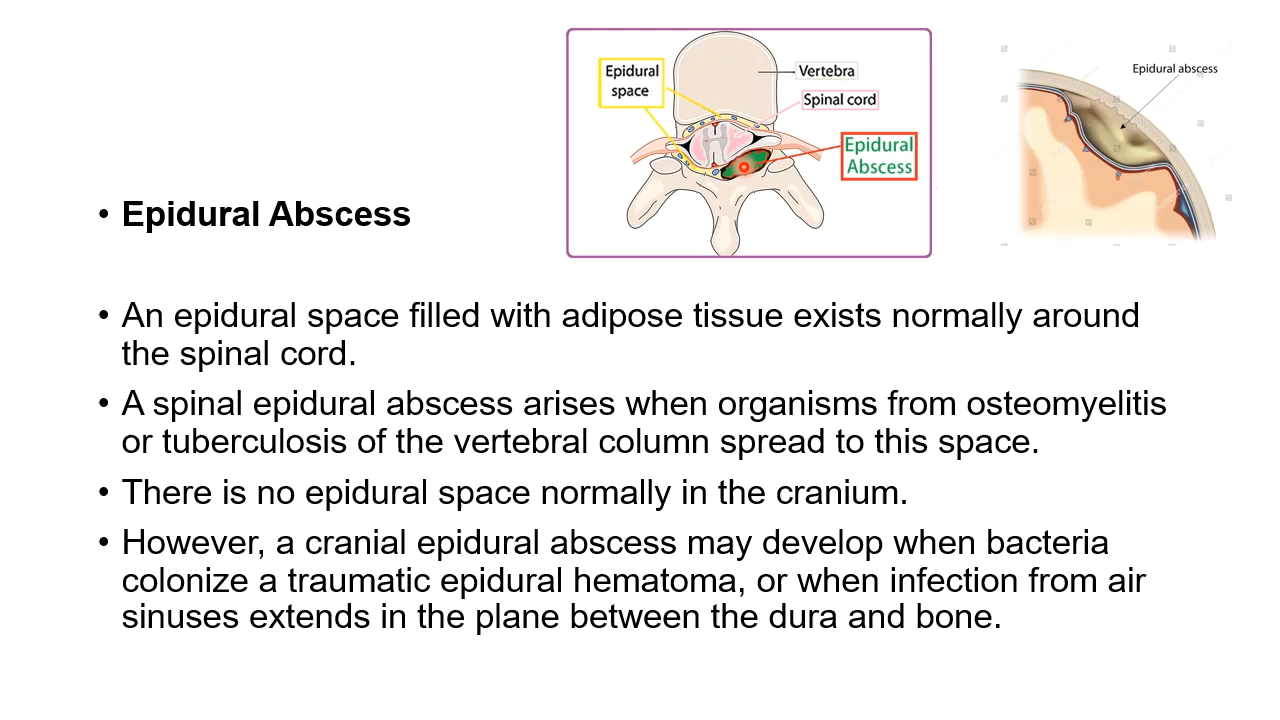 Epidural
space
Vertebra
Spinal cord
Epidural
Abscess
Epidural abscess
• Epidural Abscess
• An epidural space filled with adipose tissue exists normally around
the spinal cord.
• A spinal epidural abscess arises when organisms from osteomyelitis
or tuberculosis of the vertebral column spread to this space.
• There is no epidural space normally in the cranium.
• However, a cranial epidural abscess may develop when bacteria
colonize a traumatic epidural hematoma, or when infection from air
sinuses extends in the plane between the dura and bone.